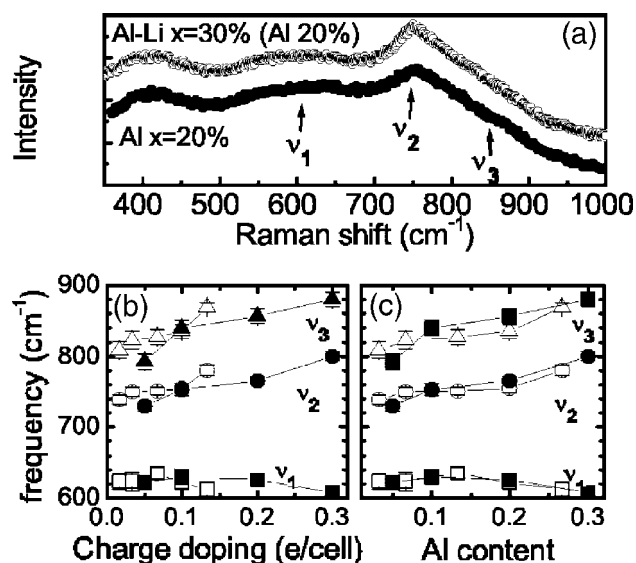 Al-Li x=30% (Al 20%) (a)
Al x=20%
ν1 ν2 ν3
Intensity
400 500 600 700 800 900 1000
Raman shift (cm-1)
(b) (c)
900
800
700
600
frequency (cm-1)
ν3 ν3
ν2 ν2
ν1 ν1
0.0 0.1 0.2 0.3 0.1 0.2 0.3
Charge doping (e/cell) Al content